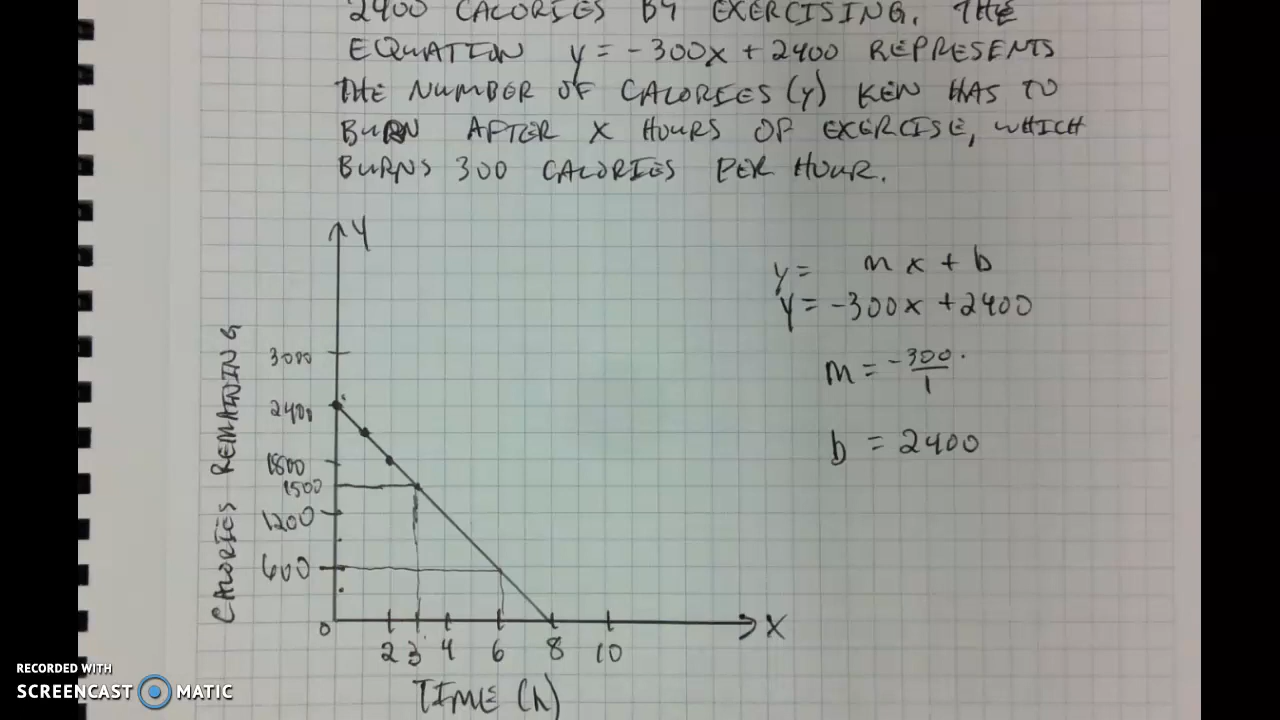 2400 CALORIES BY EXERCISING. THE
EQUATION y = -300x + 2400 REPRESENTS
THE NUMBER OF CALORIES (y) KEN HAS TO
BURN AFTER X HOURS OF EXERCISE, WHICH
BURNS 300 CALORIES PER HOUR.
Y
y = mx + b
y = -300x + 2400
m = -300/1
b = 2400
CALORIES REMAINING
3000
2400
1800
1500
1200
600
0
2 3 4 6 8 10
X
TIME (h)
RECORDED WITH
SCREENCAST MATIC